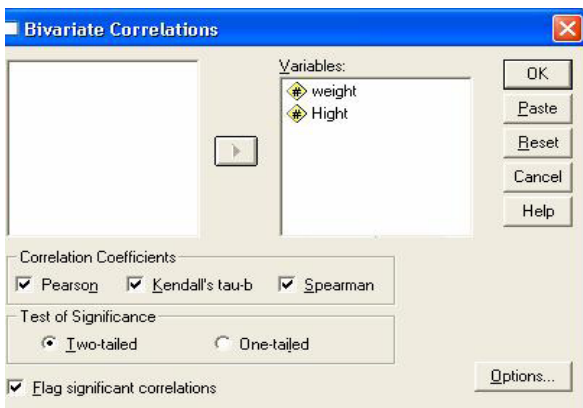 Bivariate Correlations
Variables:
# weight
# Hight
OK
Paste
Reset
Cancel
Help
Correlation Coefficients
Pearson Kendall's tau-b Spearman
Test of Significance
Two-tailed One-tailed
Flag significant correlations
Options...